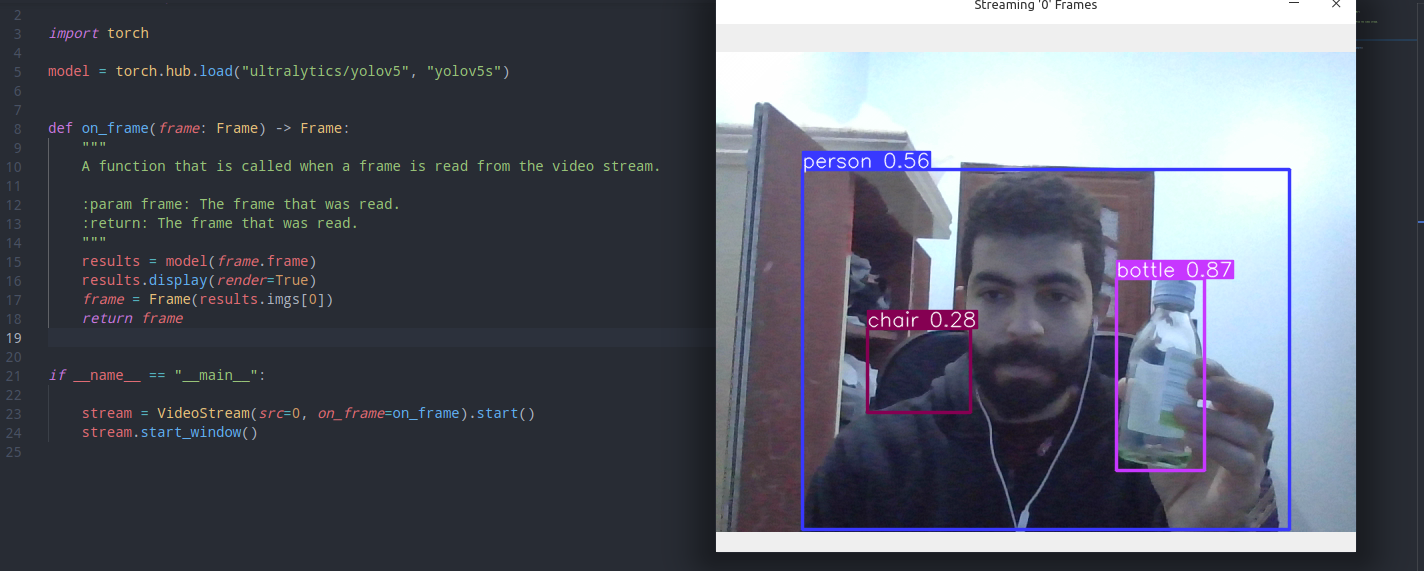 2
3 import torch
4
5 model = torch.hub.load("ultralytics/yolov5", "yolov5s")
6
7
8 def on_frame(frame: Frame) -> Frame:
9 """
10 A function that is called when a frame is read from the video stream.
11
12 :param frame: The frame that was read.
13 :return: The frame that was read.
14 """
15 results = model(frame.frame)
16 results.display(render=True)
17 frame = Frame(results.imgs[0])
18 return frame
19
20
21 if __name__ == "__main__":
22
23 stream = VideoStream(src=0, on_frame=on_frame).start()
24 stream.start_window()
25
Streaming '0' Frames
person 0.56
bottle 0.87
chair 0.28